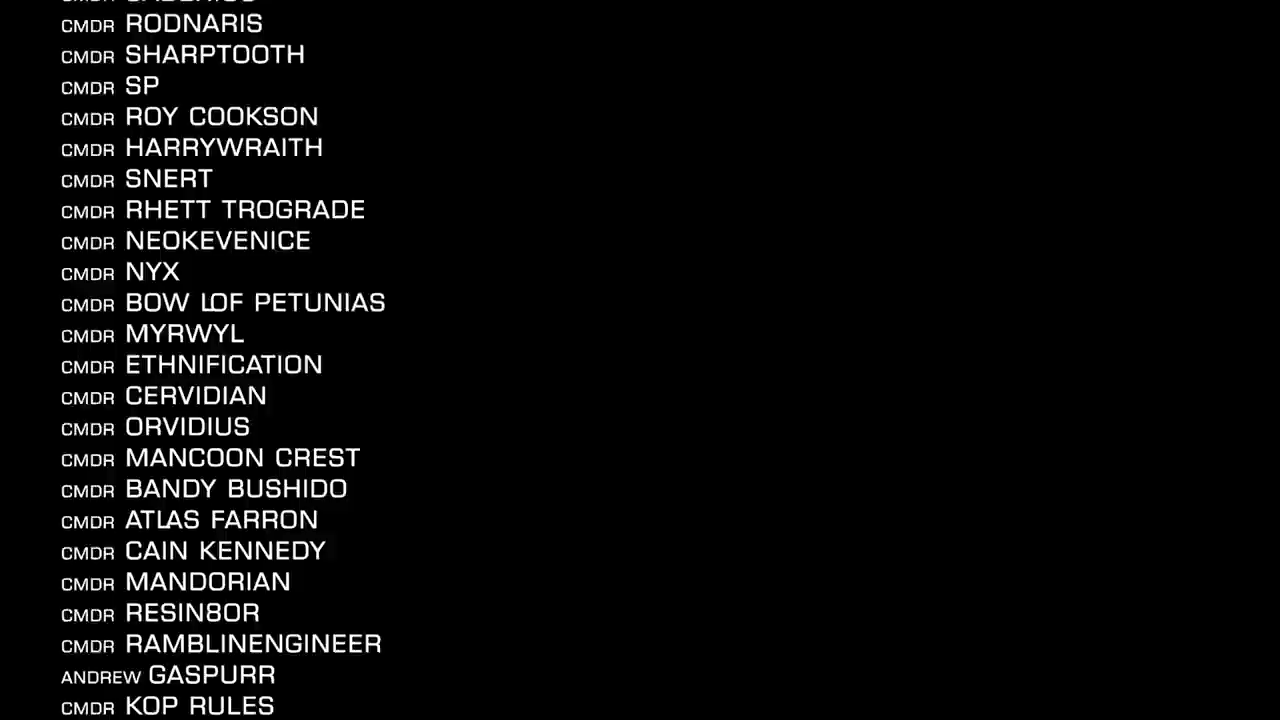 CMDR RODNARIS
CMDR SHARPTOOTH
CMDR SP
CMDR ROY COOKSON
CMDR HARRYWRAITH
CMDR SNERT
CMDR RHETT TROGRADE
CMDR NEOKEVENICE
CMDR NYX
CMDR BOW LOF PETUNIAS
CMDR MYRWYL
CMDR ETHNIFICATION
CMDR CERVIDIAN
CMDR ORVIDIUS
CMDR MANCOON CREST
CMDR BANDY BUSHIDO
CMDR ATLAS FARRON
CMDR CAIN KENNEDY
CMDR MANDORIAN
CMDR RESIN8OR
CMDR RAMBLINENGINEER
ANDREW GASPURR
CMDR KOP RULES